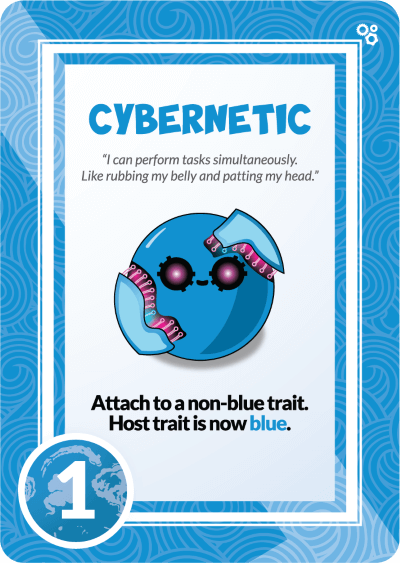 CYBERNETIC
“I can perform tasks simultaneously.
Like rubbing my belly and patting my head.”
Attach to a non-blue trait.
Host trait is now blue.
1